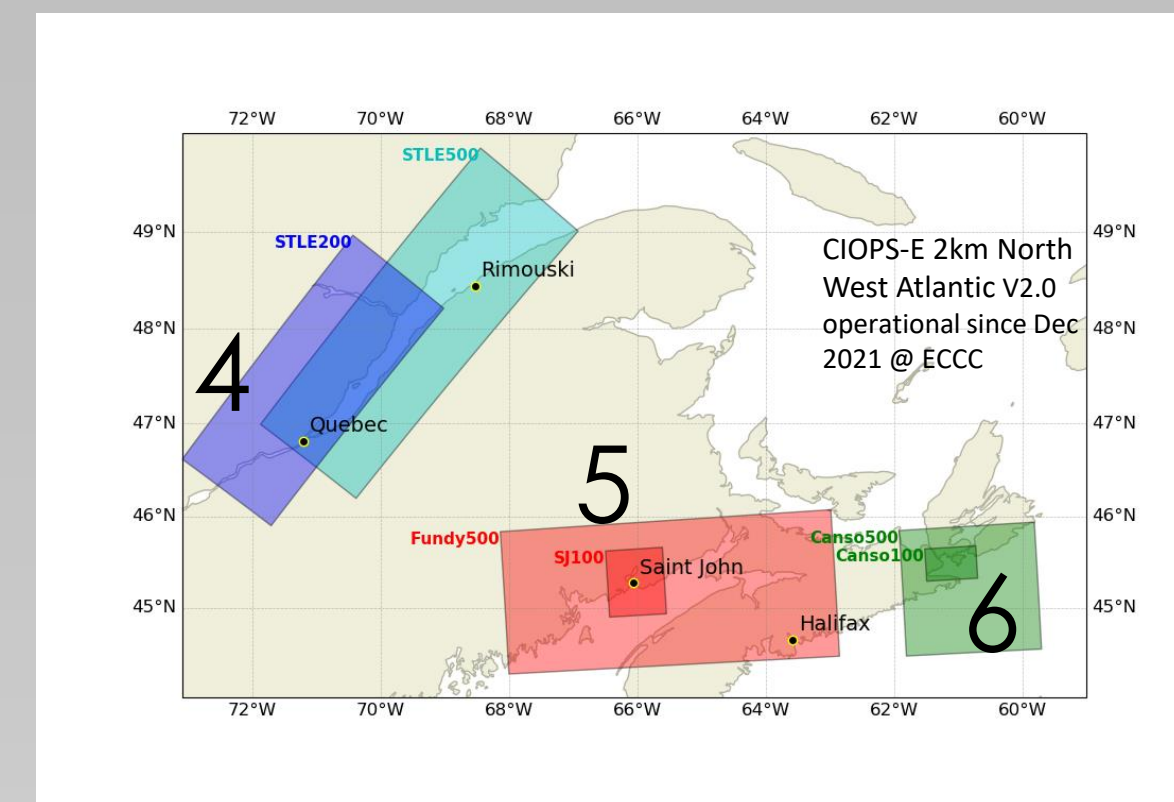 72°W 70°W 68°W 66°W 64°W 62°W 60°W
STLE500
49°N 49°N
STLE200
CIOPS-E 2km North
West Atlantic V2.0
operational since Dec
2021 @ ECCC
Rimouski
48°N 48°N
4
47°N 47°N
Quebec
5
46°N 46°N
Fundy500
Canso500
SJ100
Canso100
Saint John
6
45°N 45°N
Halifax
72°W 70°W 68°W 66°W 64°W 62°W 60°W